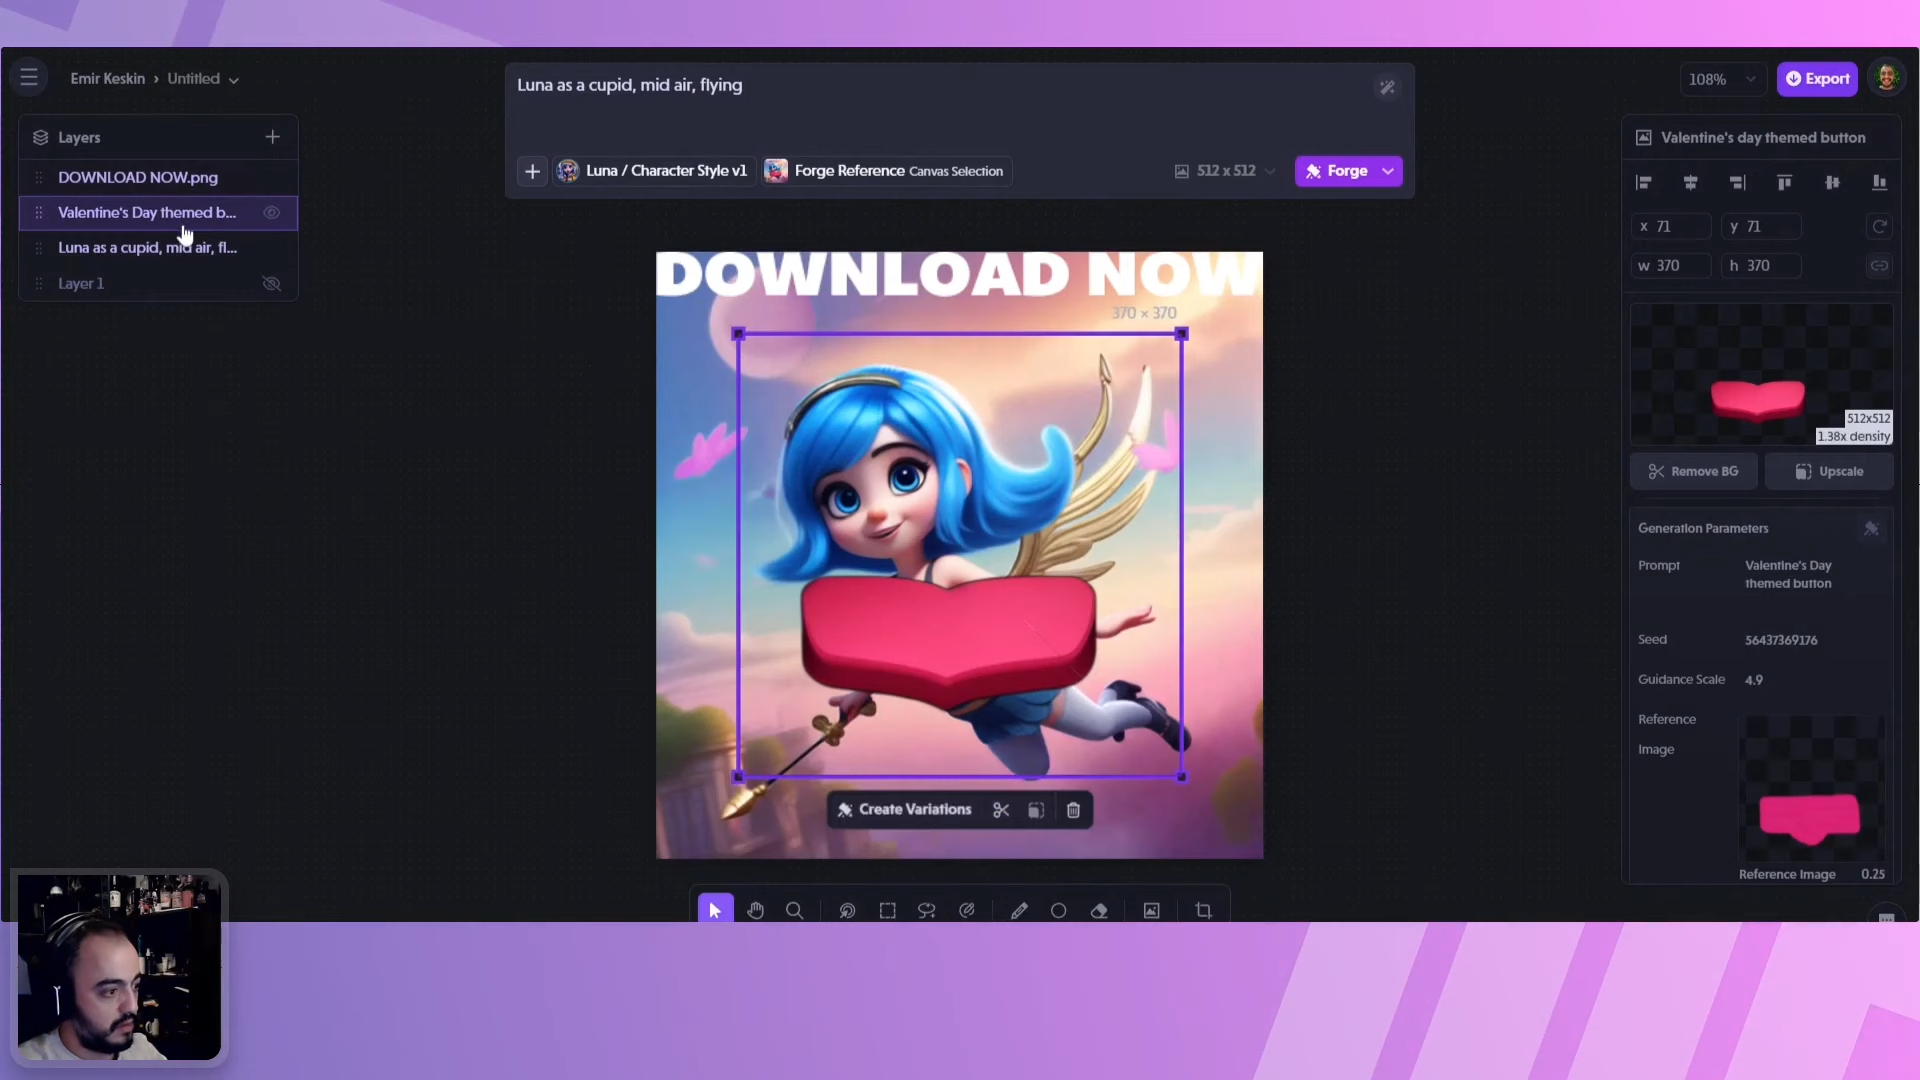 Emir Keskin › Untitled
Luna as a cupid, mid air, flying
108%
Export
Layers
DOWNLOAD NOW.png
Valentine's Day themed b...
Luna as a cupid, mid air, fl...
Layer 1
Luna / Character Style v1
Forge Reference Canvas Selection
512 x 512
Forge
DOWNLOAD NOW
370 × 370
Create Variations
Valentine's day themed button
x 71
y 71
w 370
h 370
512x512
1.38x density
Remove BG
Upscale
Generation Parameters
Prompt
Valentine's Day
themed button
Seed
56437369176
Guidance Scale
4.9
Reference
Image
Reference Image
0.25